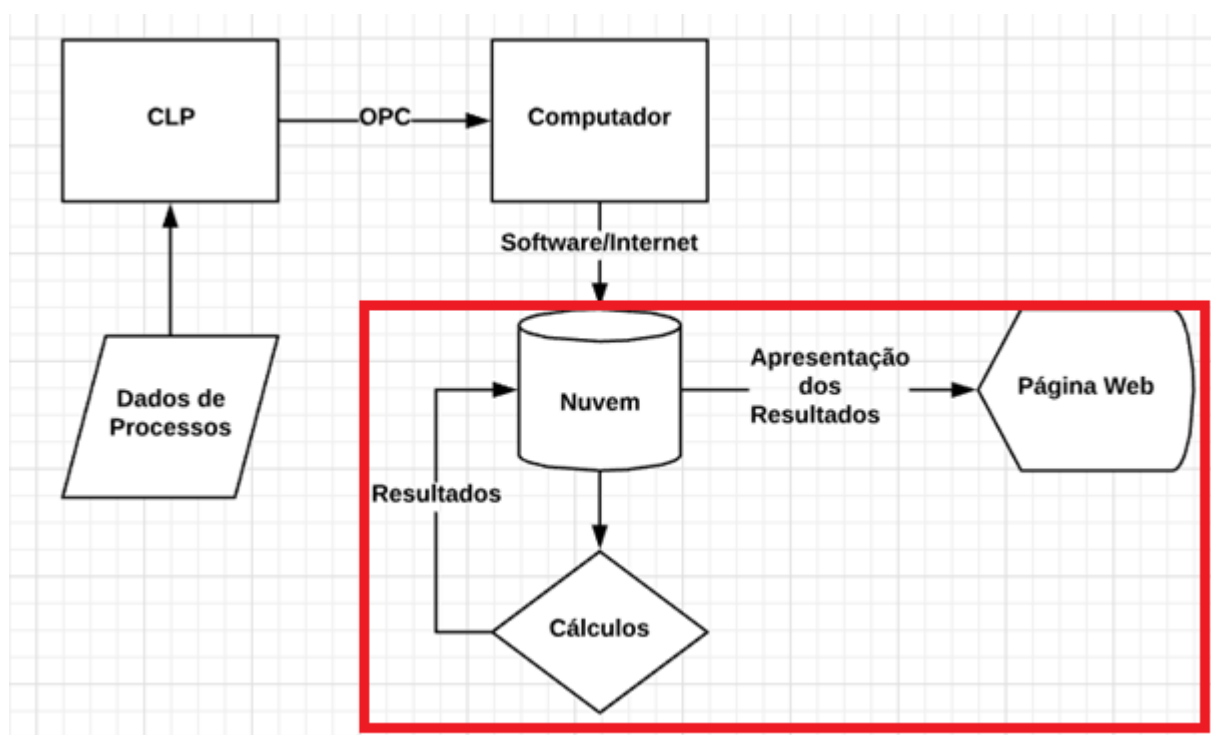 CLP
OPC
Computador
Software/Internet
Dados de
Processos
Nuvem
Apresentação
dos
Resultados
Página Web
Resultados
Cálculos